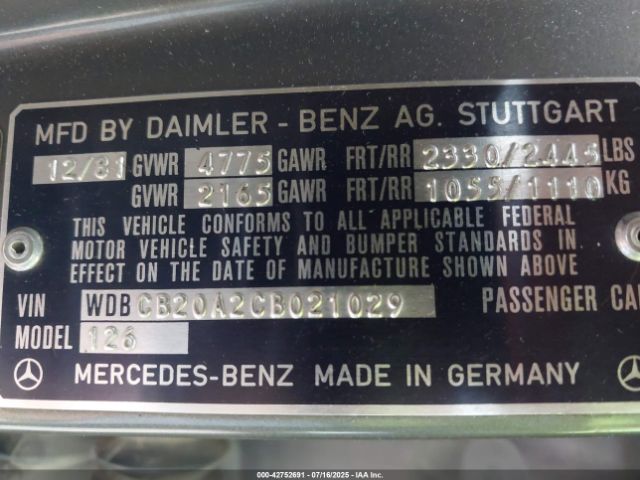 MFD BY DAIMLER - BENZ AG. STUTTGART
12/81 GVWR 4775 GAWR FRT/RR 2330/2445 LBS
GVWR 2165 GAWR FRT/RR 1055/1110 KG
THIS VEHICLE CONFORMS TO ALL APPLICABLE FEDERAL
MOTOR VEHICLE SAFETY AND BUMPER STANDARDS IN
EFFECT ON THE DATE OF MANUFACTURE SHOWN ABOVE
VIN WDB CB20A2CB021029 PASSENGER CA
MODEL 126
MERCEDES-BENZ MADE IN GERMANY
000-42752691 - 07/16/2025 - IAA Inc.